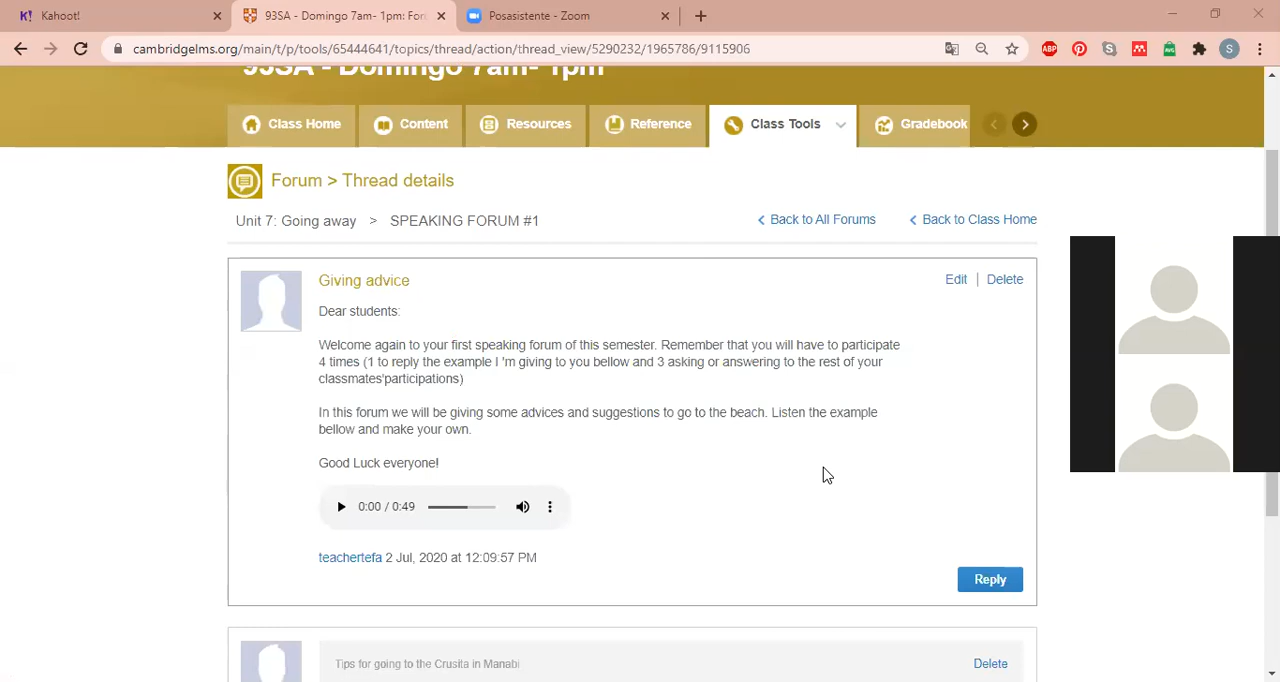 Kahoot!
93SA - Domingo 7am- 1pm: For
Posasistente - Zoom
cambridgelms.org/main/t/p/tools/65444641/topics/thread/action/thread_view/5290232/1965786/9115906
ABP
AVG
S
93SA - Domingo 7am- 1pm
Class Home
Content
Resources
Reference
Class Tools
Gradebook
Forum > Thread details
Unit 7: Going away > SPEAKING FORUM #1
Back to All Forums
Back to Class Home
Giving advice
Edit | Delete
Dear students:
Welcome again to your first speaking forum of this semester. Remember that you will have to participate
4 times (1 to reply the example I 'm giving to you bellow and 3 asking or answering to the rest of your
classmates'participations)
In this forum we will be giving some advices and suggestions to go to the beach. Listen the example
bellow and make your own.
Good Luck everyone!
0:00 / 0:49
teachertefa 2 Jul, 2020 at 12:09:57 PM
Reply
Tips for going to the Crusita in Manabi
Delete